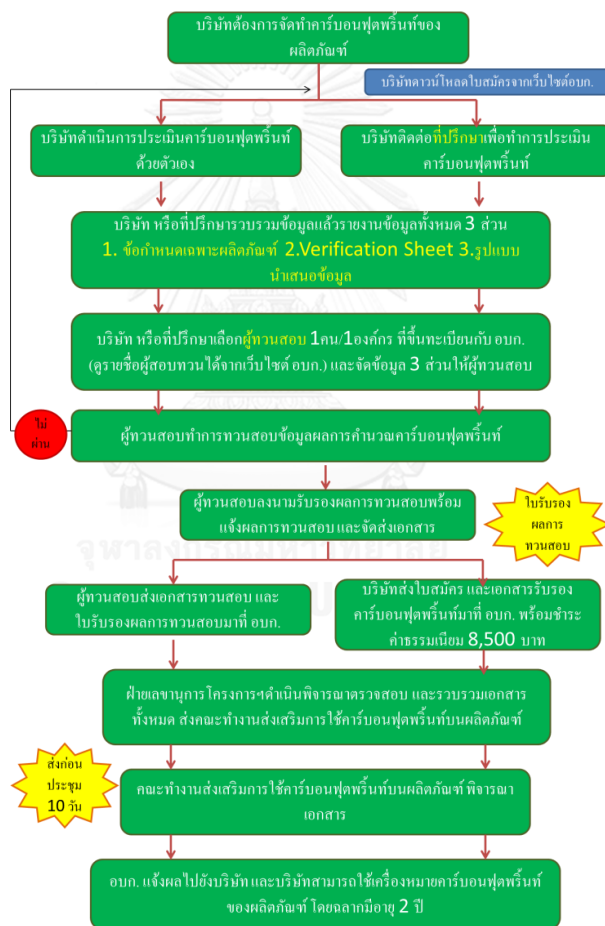 บริษัทต้องการจัดทำคาร์บอนฟุตพริ้นท์ของ
ผลิตภัณฑ์
บริษัทดาวน์โหลดใบสมัครจากเว็บไซต์อบก.
บริษัทดำเนินการประเมินคาร์บอนฟุตพริ้นท์
ด้วยตัวเอง
บริษัทติดต่อที่ปรึกษาเพื่อทำการประเมิน
คาร์บอนฟุตพริ้นท์
บริษัท หรือที่ปรึกษารวบรวมข้อมูลแล้วรายงานข้อมูลทั้งหมด 3 ส่วน
1. ข้อกำหนดเฉพาะผลิตภัณฑ์ 2.Verification Sheet 3.รูปแบบ
นำเสนอข้อมูล
บริษัท หรือที่ปรึกษาเลือกผู้ทวนสอบ 1คน/1องค์กร ที่ขึ้นทะเบียนกับ อบก.
(ดูรายชื่อผู้สอบทวนได้จากเว็บไซต์ อบก.) และจัดข้อมูล 3 ส่วนให้ผู้ทวนสอบ
ไม่
ผ่าน
ผู้ทวนสอบทำการทวนสอบข้อมูลผลการคำนวณคาร์บอนฟุตพริ้นท์
ผู้ทวนสอบลงนามรับรองผลการทวนสอบพร้อม
แจ้งผลการทวนสอบ และจัดส่งเอกสาร
ใบรับรอง
ผลการ
ทวนสอบ
จุฬาลงกรณ์มหาวิทยาลัย
ผู้ทวนสอบส่งเอกสารทวนสอบ และ
ใบรับรองผลการทวนสอบมาที่ อบก.
บริษัทส่งใบสมัคร และเอกสารรับรอง
คาร์บอนฟุตพริ้นท์มาที่ อบก. พร้อมชำระ
ค่าธรรมเนียม 8,500 บาท
ฝ่ายเลขานุการโครงการฯดำเนินพิจารณาตรวจสอบ และรวบรวมเอกสาร
ทั้งหมด ส่งคณะทำงานส่งเสริมการใช้คาร์บอนฟุตพริ้นท์บนผลิตภัณฑ์
ส่งก่อน
ประชุม
10 วัน
คณะทำงานส่งเสริมการใช้คาร์บอนฟุตพริ้นท์บนผลิตภัณฑ์ พิจารณา
เอกสาร
อบก. แจ้งผลไปยังบริษัท และบริษัทสามารถใช้เครื่องหมายคาร์บอนฟุตพริ้นท์
ของผลิตภัณฑ์ โดยฉลากมีอายุ 2 ปี